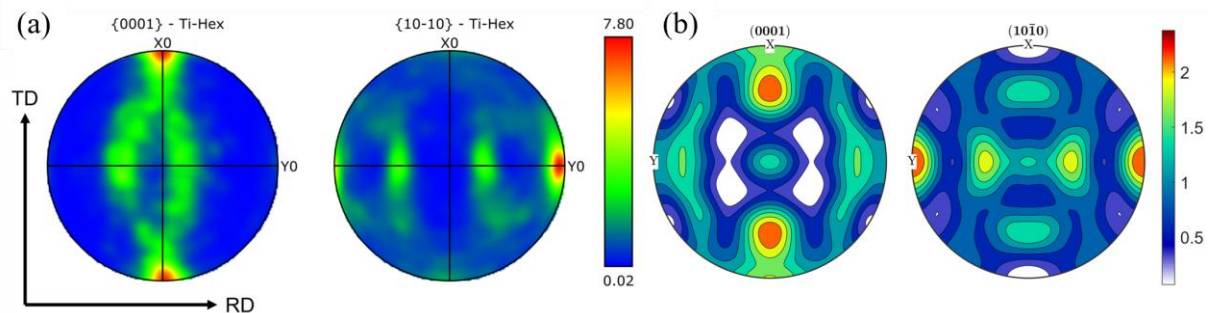 (a)
{0001} - Ti-Hex
X0
TD
Y0
RD
{10-10} - Ti-Hex
X0
Y0
7.80
0.02
(b)
(0001)
X
Y
(101̄0)
X
Y
2
1.5
1
0.5